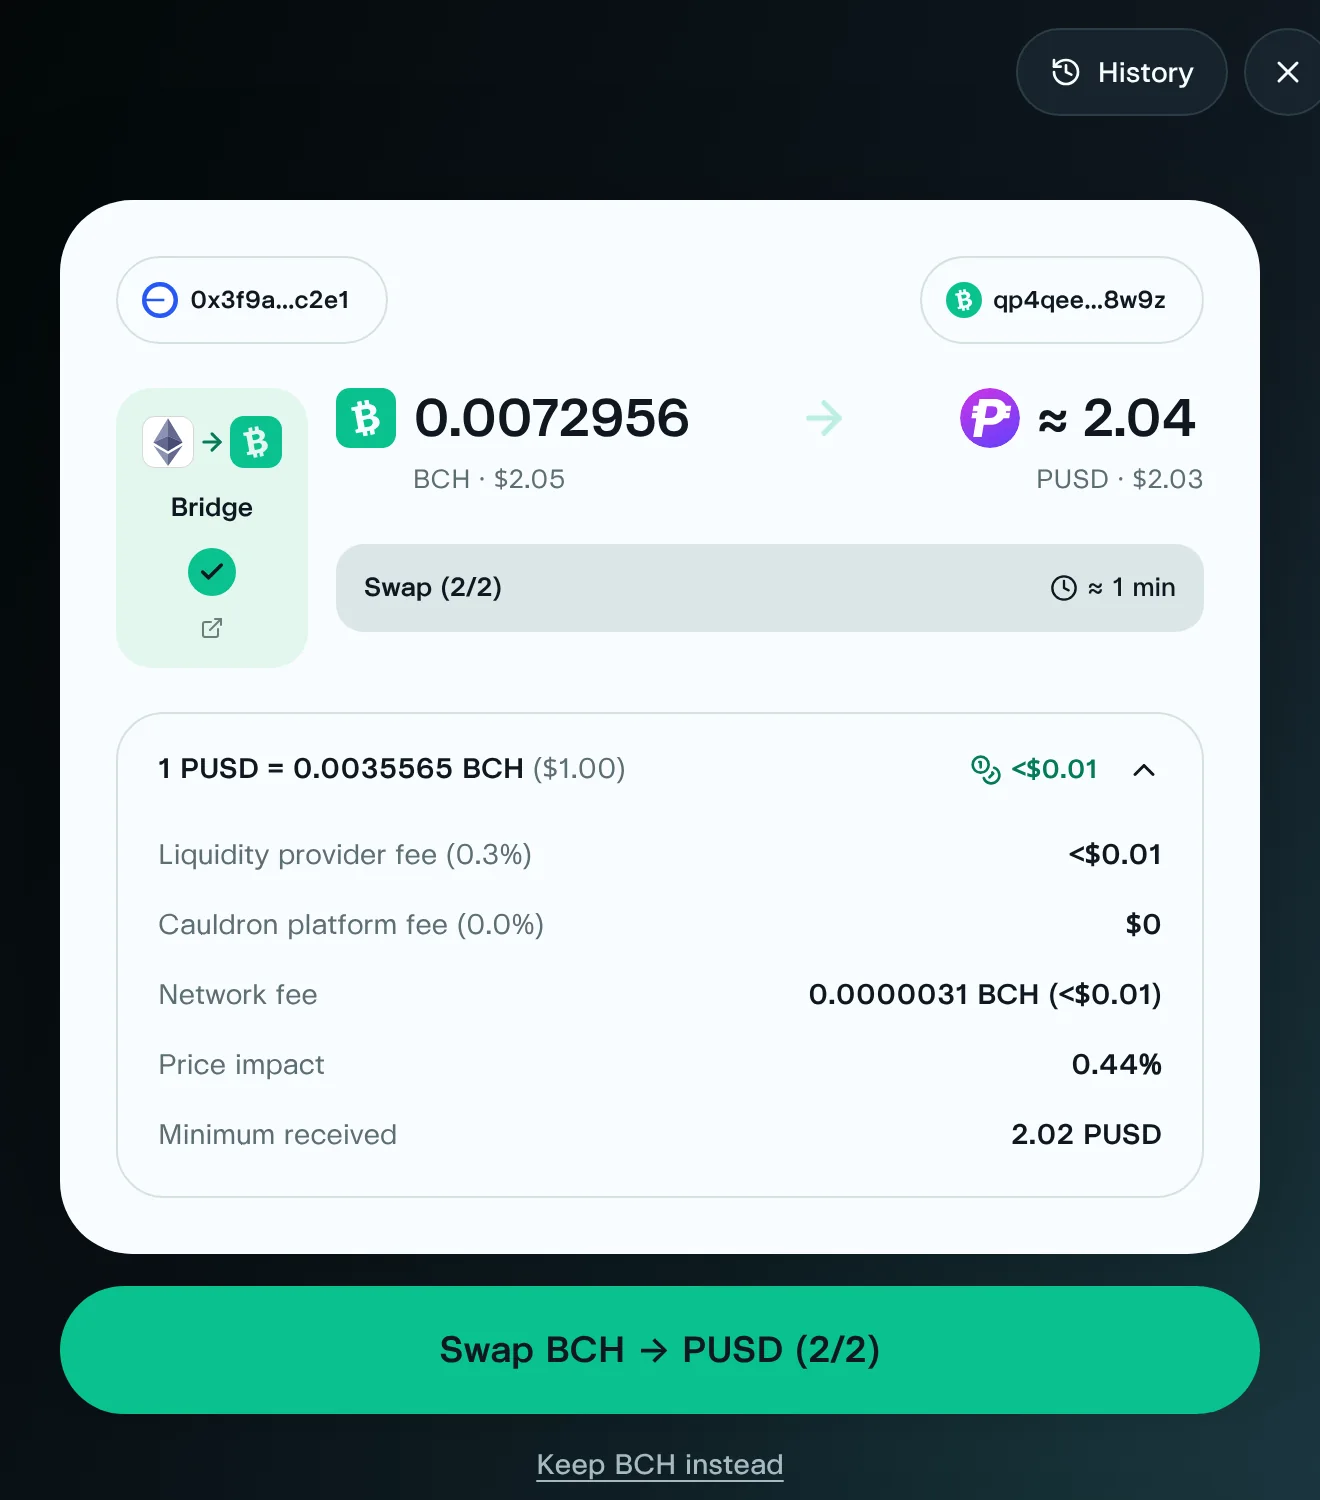 History
0x3f9a...c2e1
qp4qee...8w9z
Bridge
0.0072956
BCH · $2.05
≈ 2.04
PUSD · $2.03
Swap (2/2)
≈ 1 min
1 PUSD = 0.0035565 BCH ($1.00)
<$0.01
Liquidity provider fee (0.3%)
<$0.01
Cauldron platform fee (0.0%)
$0
Network fee
0.0000031 BCH (<$0.01)
Price impact
0.44%
Minimum received
2.02 PUSD
Swap BCH → PUSD (2/2)
Keep BCH instead